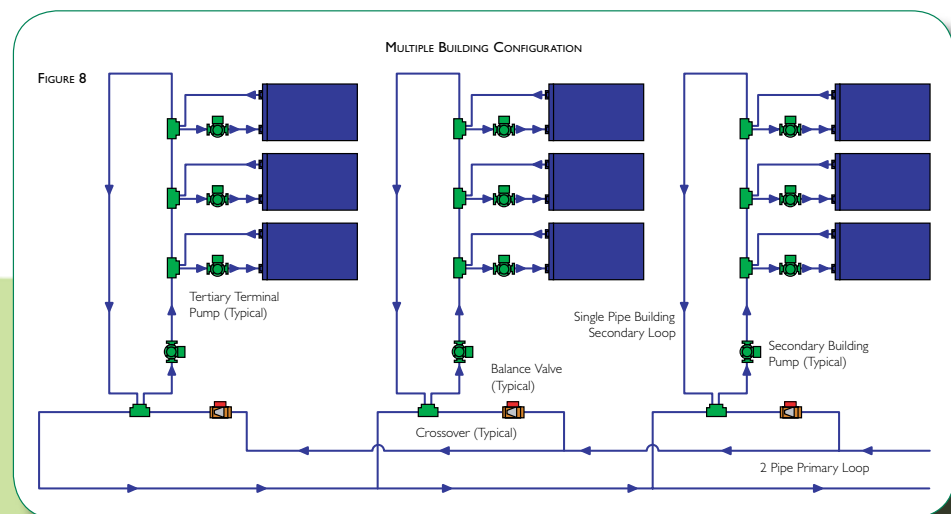 MULTIPLE BUILDING CONFIGURATION
FIGURE 8
Tertiary Terminal
Pump (Typical)
Single Pipe Building
Secondary Loop
Secondary Building
Pump (Typical)
Balance Valve
(Typical)
Crossover (Typical)
2 Pipe Primary Loop